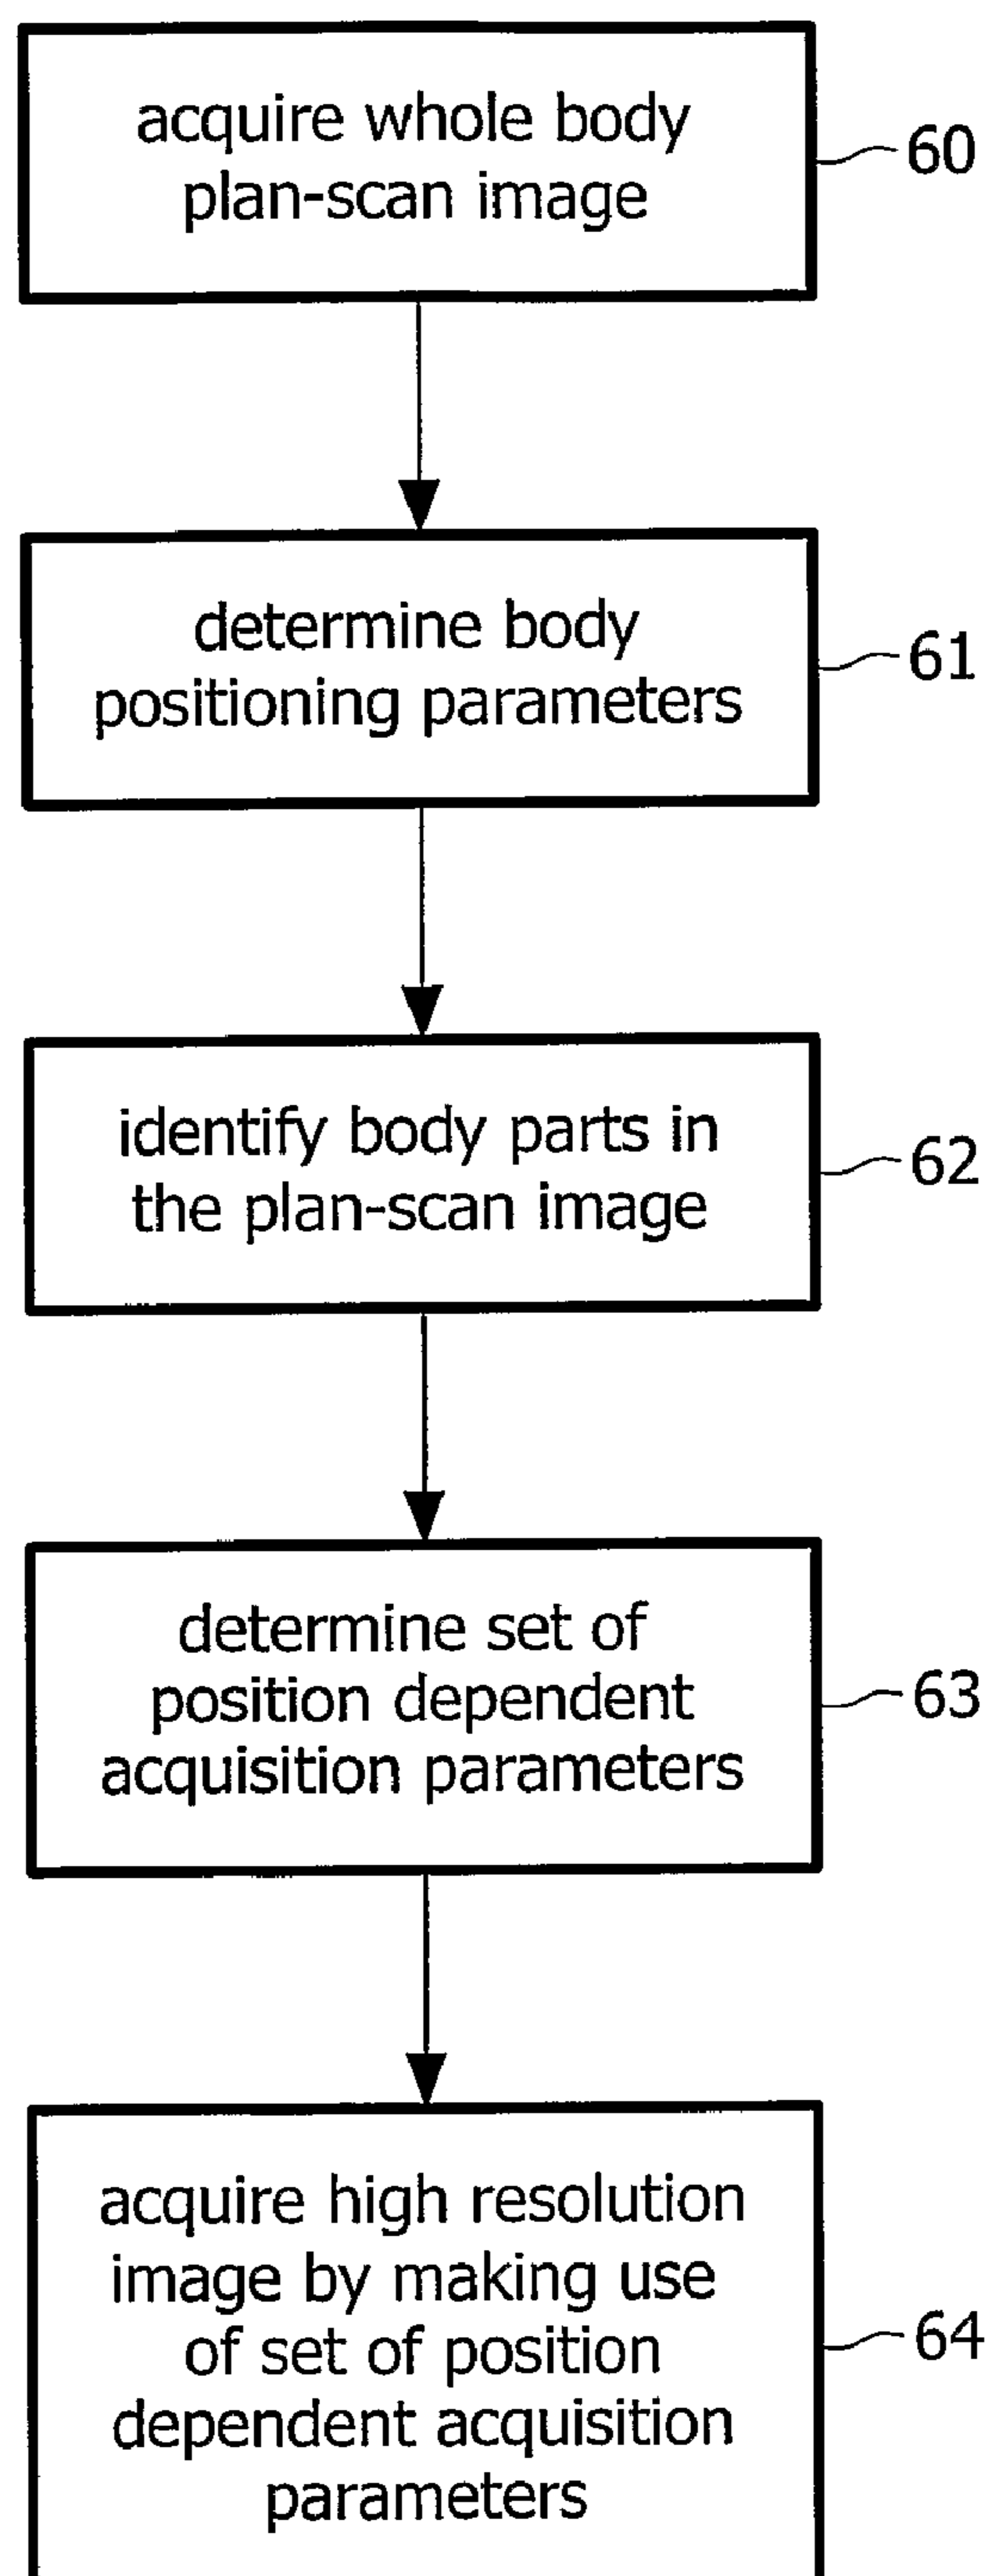 acquire whole body
plan-scan image
60
determine body
positioning parameters
61
identify body parts in
the plan-scan image
62
determine set of
position dependent
acquisition parameters
63
acquire high resolution
image by making use
of set of position
dependent acquisition
parameters
64